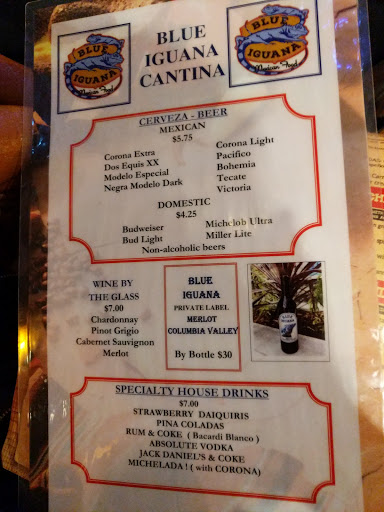 BLUE IGUANA
Mexican Food
BLUE
IGUANA
CANTINA
BLUE
IGUANA
Mexican Food
CERVEZA - BEER
MEXICAN
$5.75
Corona Extra
Dos Equis XX
Modelo Especial
Negra Modelo Dark
Corona Light
Pacifico
Bohemia
Tecate
Victoria
DOMESTIC
$4.25
Budweiser
Bud Light
Michelob Ultra
Miller Lite
Non-alcoholic beers
WINE BY
THE GLASS
$7.00
Chardonnay
Pinot Grigio
Cabernet Sauvignon
Merlot
BLUE
IGUANA
PRIVATE LABEL
MERLOT
COLUMBIA VALLEY
By Bottle $30
SPECIALTY HOUSE DRINKS
$7.00
STRAWBERRY DAIQUIRIS
PINA COLADAS
RUM & COKE ( Bacardi Blanco )
ABSOLUTE VODKA
JACK DANIEL'S & COKE
MICHELADA ! ( with CORONA)